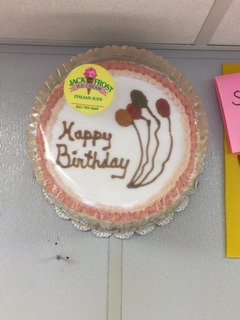 JACK FROST
ITALIAN ICES
Happy
Birthday
S